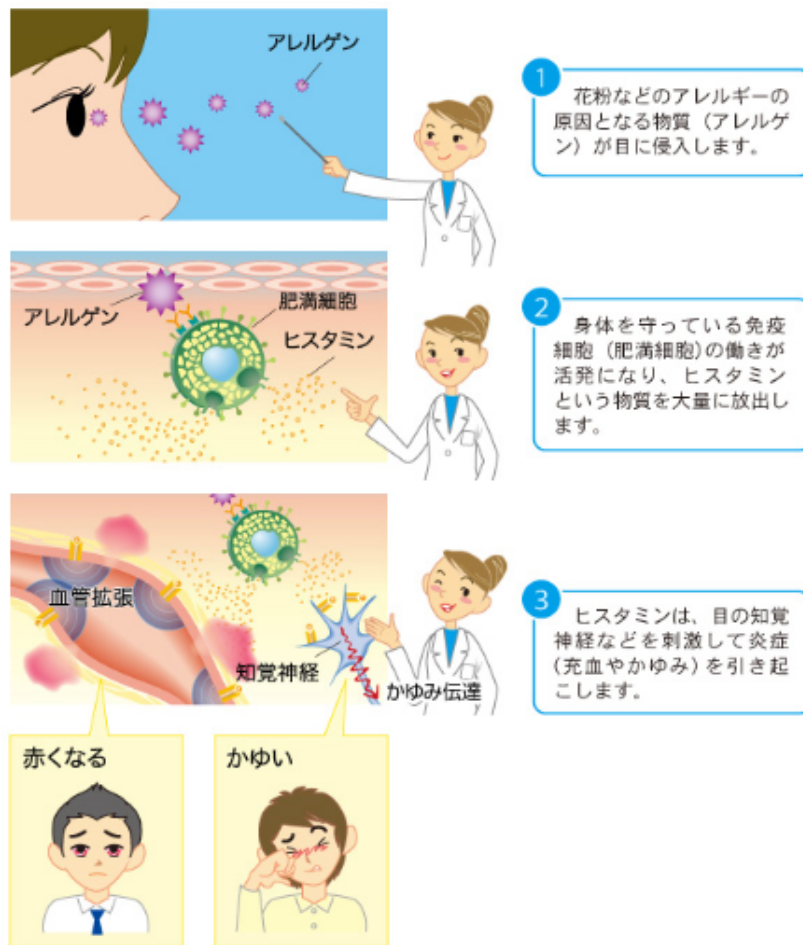 アレルゲン
1
花粉などのアレルギーの
原因となる物質（アレルゲ
ン）が目に侵入します。
アレルゲン
肥満細胞
ヒスタミン
2
身体を守っている免疫
細胞（肥満細胞）の働きが
活発になり、ヒスタミン
という物質を大量に放出し
ます。
血管拡張
知覚神経
かゆみ伝達
3
ヒスタミンは、目の知覚
神経などを刺激して炎症
（充血やかゆみ）を引き起
こします。
赤くなる
かゆい